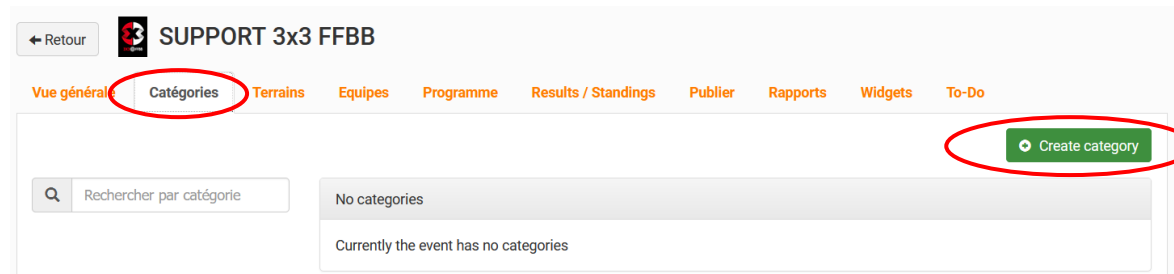 Retour SUPPORT 3x3 FFBB
Vue générale Catégories Terrains Equipes Programme Results / Standings Publier Rapports Widgets To-Do
Create category
Rechercher par catégorie No categories
Currently the event has no categories